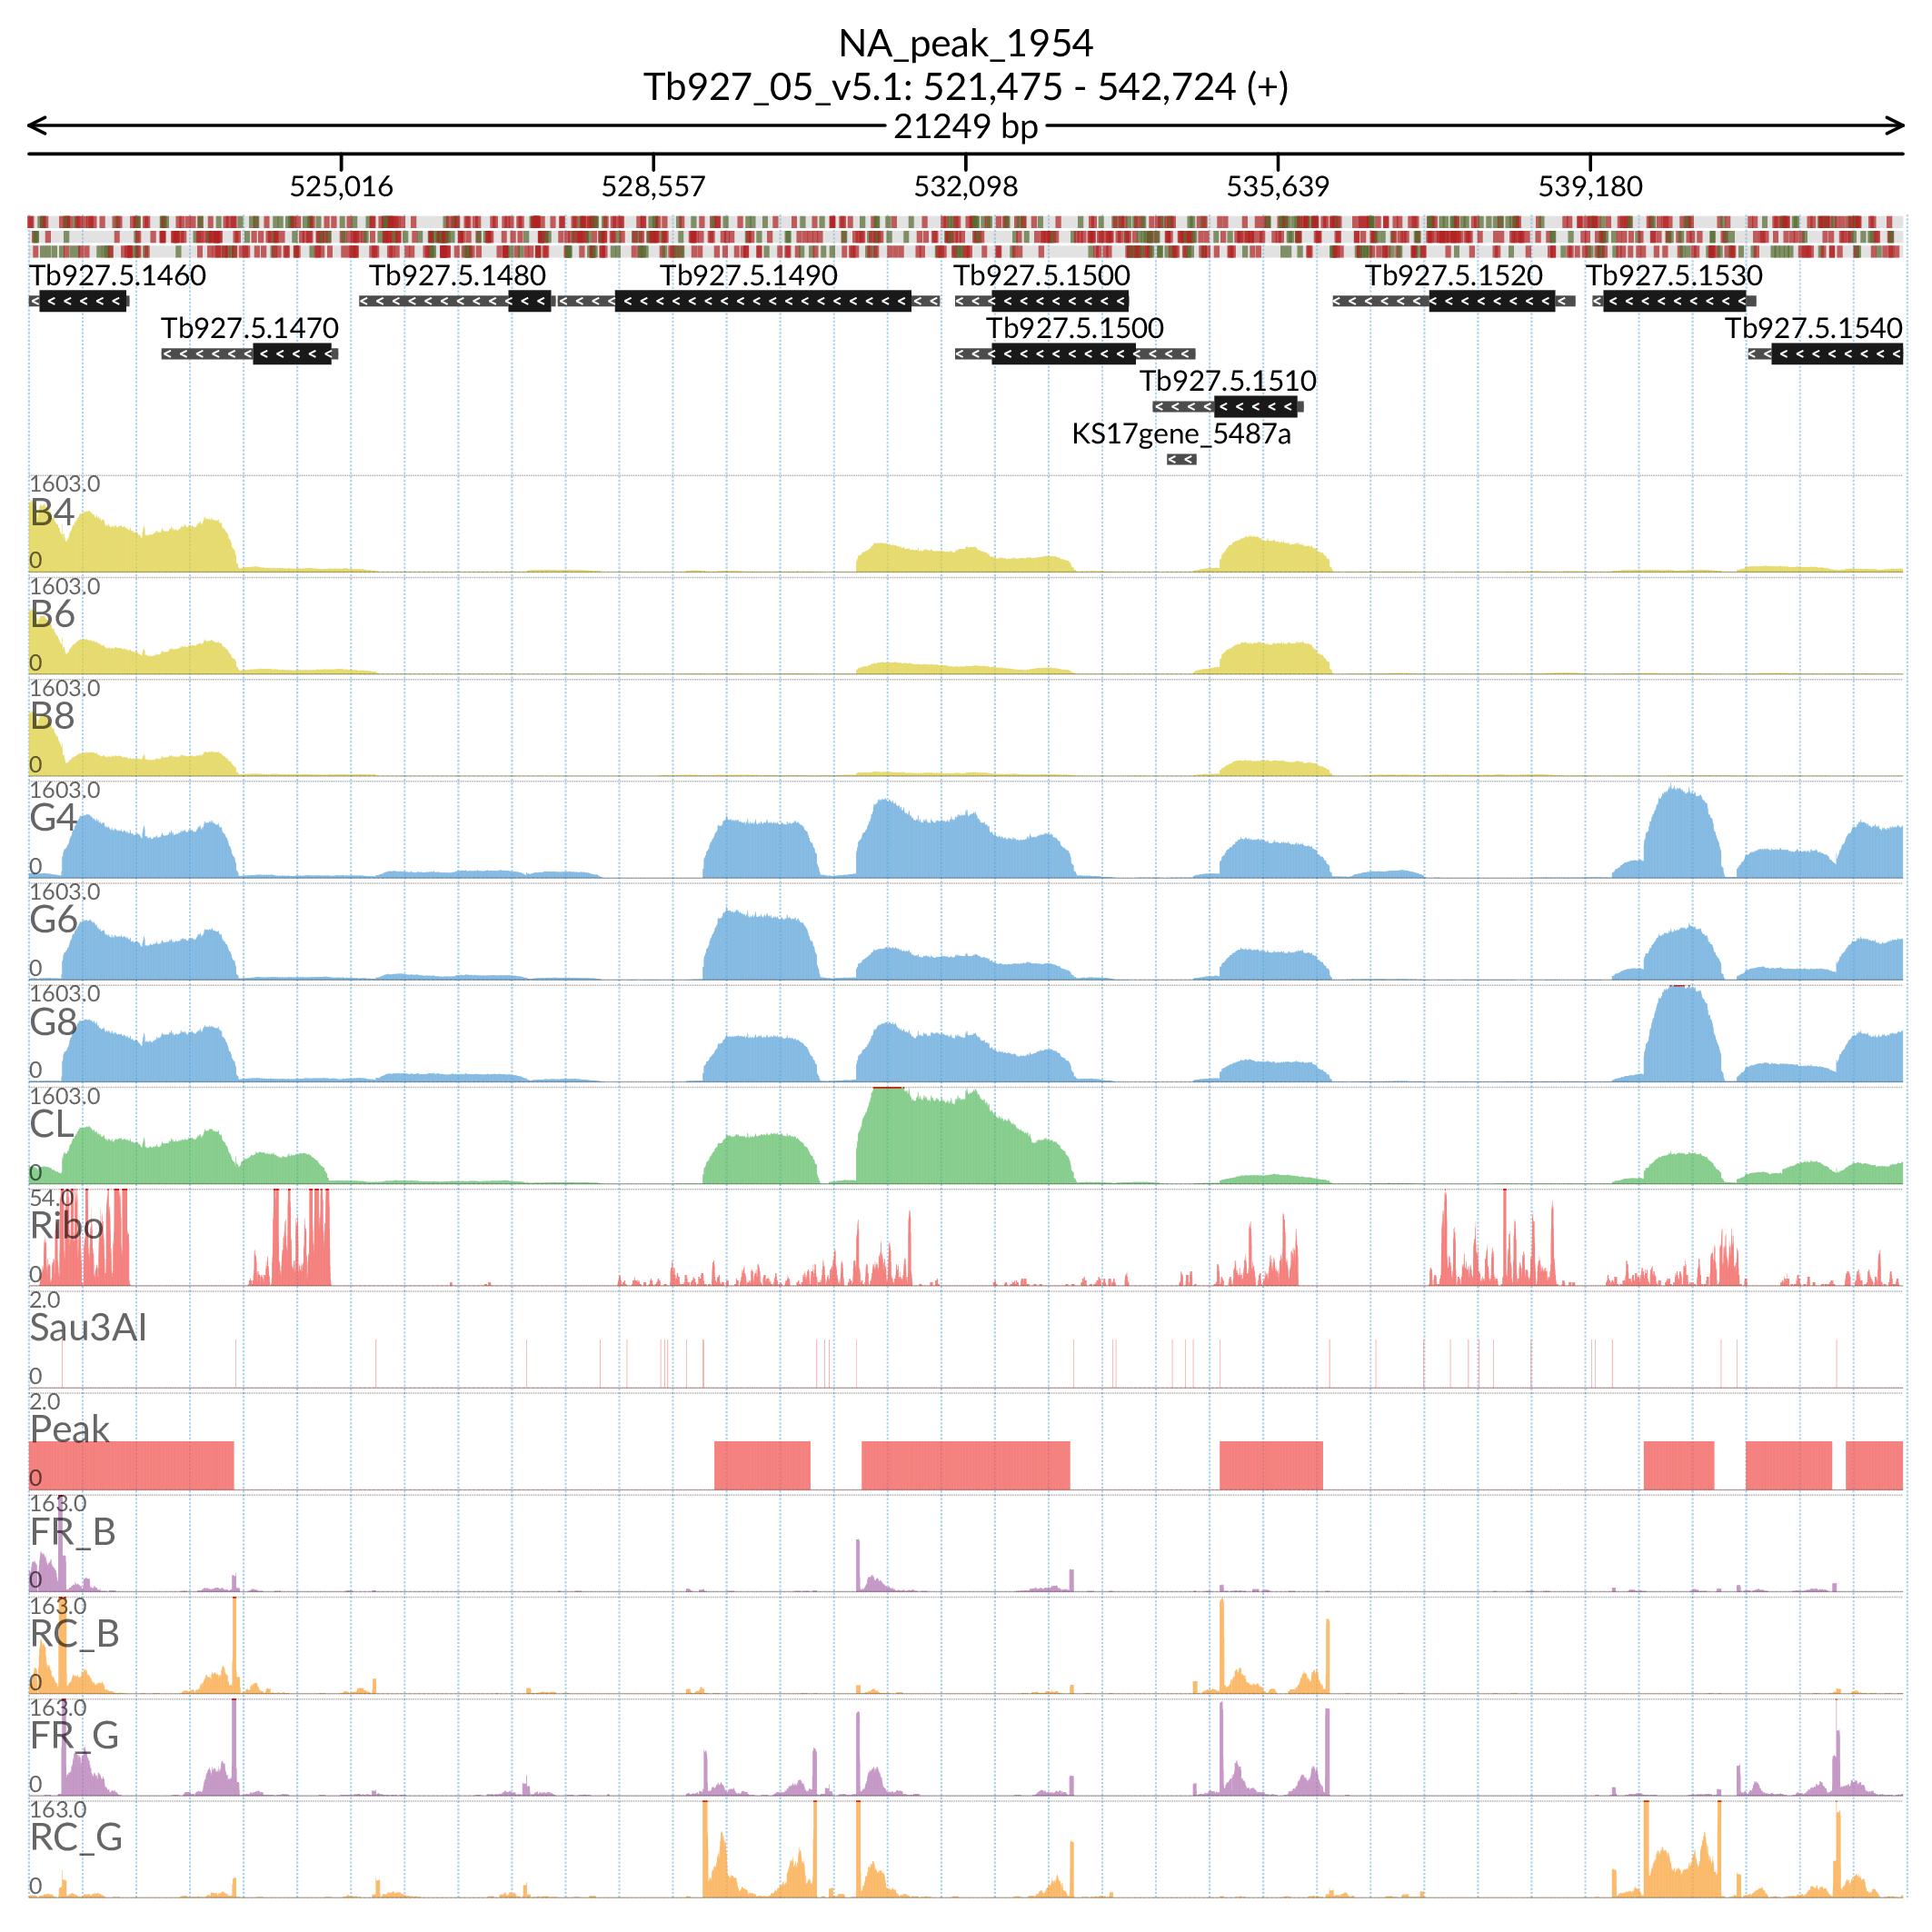 NA_peak_1954
Tb927_05_v5.1: 521,475 - 542,724 (+)
21249 bp
525,016 528,557 532,098 535,639 539,180
Tb927.5.1460 Tb927.5.1480 Tb927.5.1490 Tb927.5.1500 Tb927.5.1520 Tb927.5.1530
Tb927.5.1470 Tb927.5.1500 Tb927.5.1540
Tb927.5.1510
KS17gene_5487a
1603.0
B4
0
1603.0
B6
0
1603.0
B8
0
1603.0
G4
0
1603.0
G6
0
1603.0
G8
0
1603.0
CL
0
54.0
Ribo
0
2.0
Sau3AI
0
2.0
Peak
0
163.0
FR_B
0
163.0
RC_B
0
163.0
FR_G
0
163.0
RC_G
0